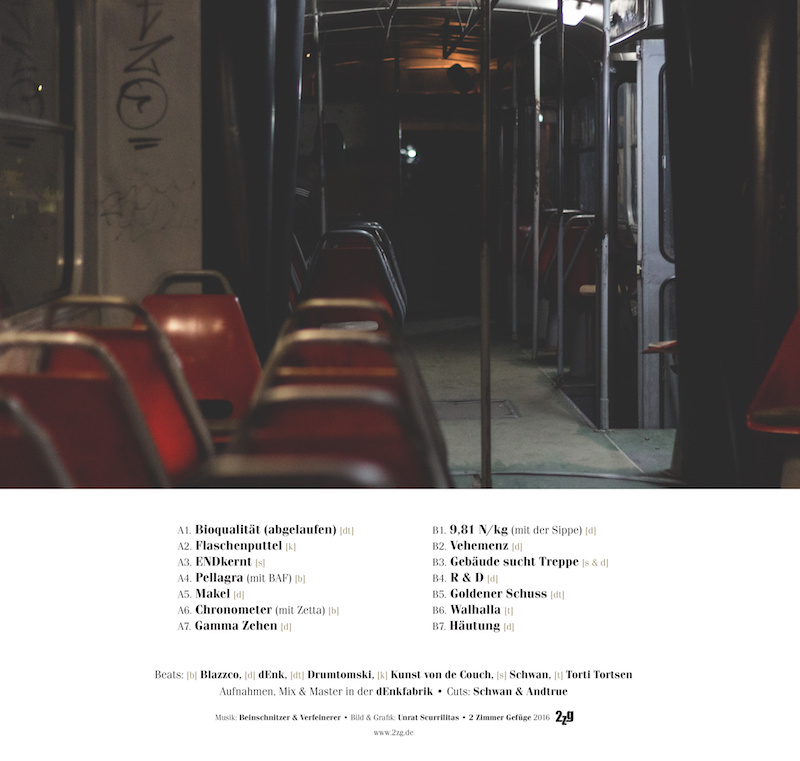 A1. Bioqualität (abgelaufen) [dt]
A2. Flaschenputtel [k]
A3. ENDkernt [s]
A4. Pellagra (mit BAF) [b]
A5. Makel [d]
A6. Chronometer (mit Zetta) [b]
A7. Gamma Zehen [d]
B1. 9,81 N/kg (mit der Sippe) [d]
B2. Vehemenz [d]
B3. Gebäude sucht Treppe [s & d]
B4. R & D [d]
B5. Goldener Schuss [dt]
B6. Walhalla [t]
B7. Häutung [d]
Beats: [b] Blazzco, [d] dEnk, [dt] Drumtomski, [k] Kunst von de Couch, [s] Schwan, [t] Torti Tortsen
Aufnahmen, Mix & Master in der dEnkfabrik • Cuts: Schwan & Andtrue
Musik: Beinschnitzer & Verfeinerer • Bild & Grafik: Unrat Scurrilitas • 2 Zimmer Gefüge 2016 2zg
www.2zg.de